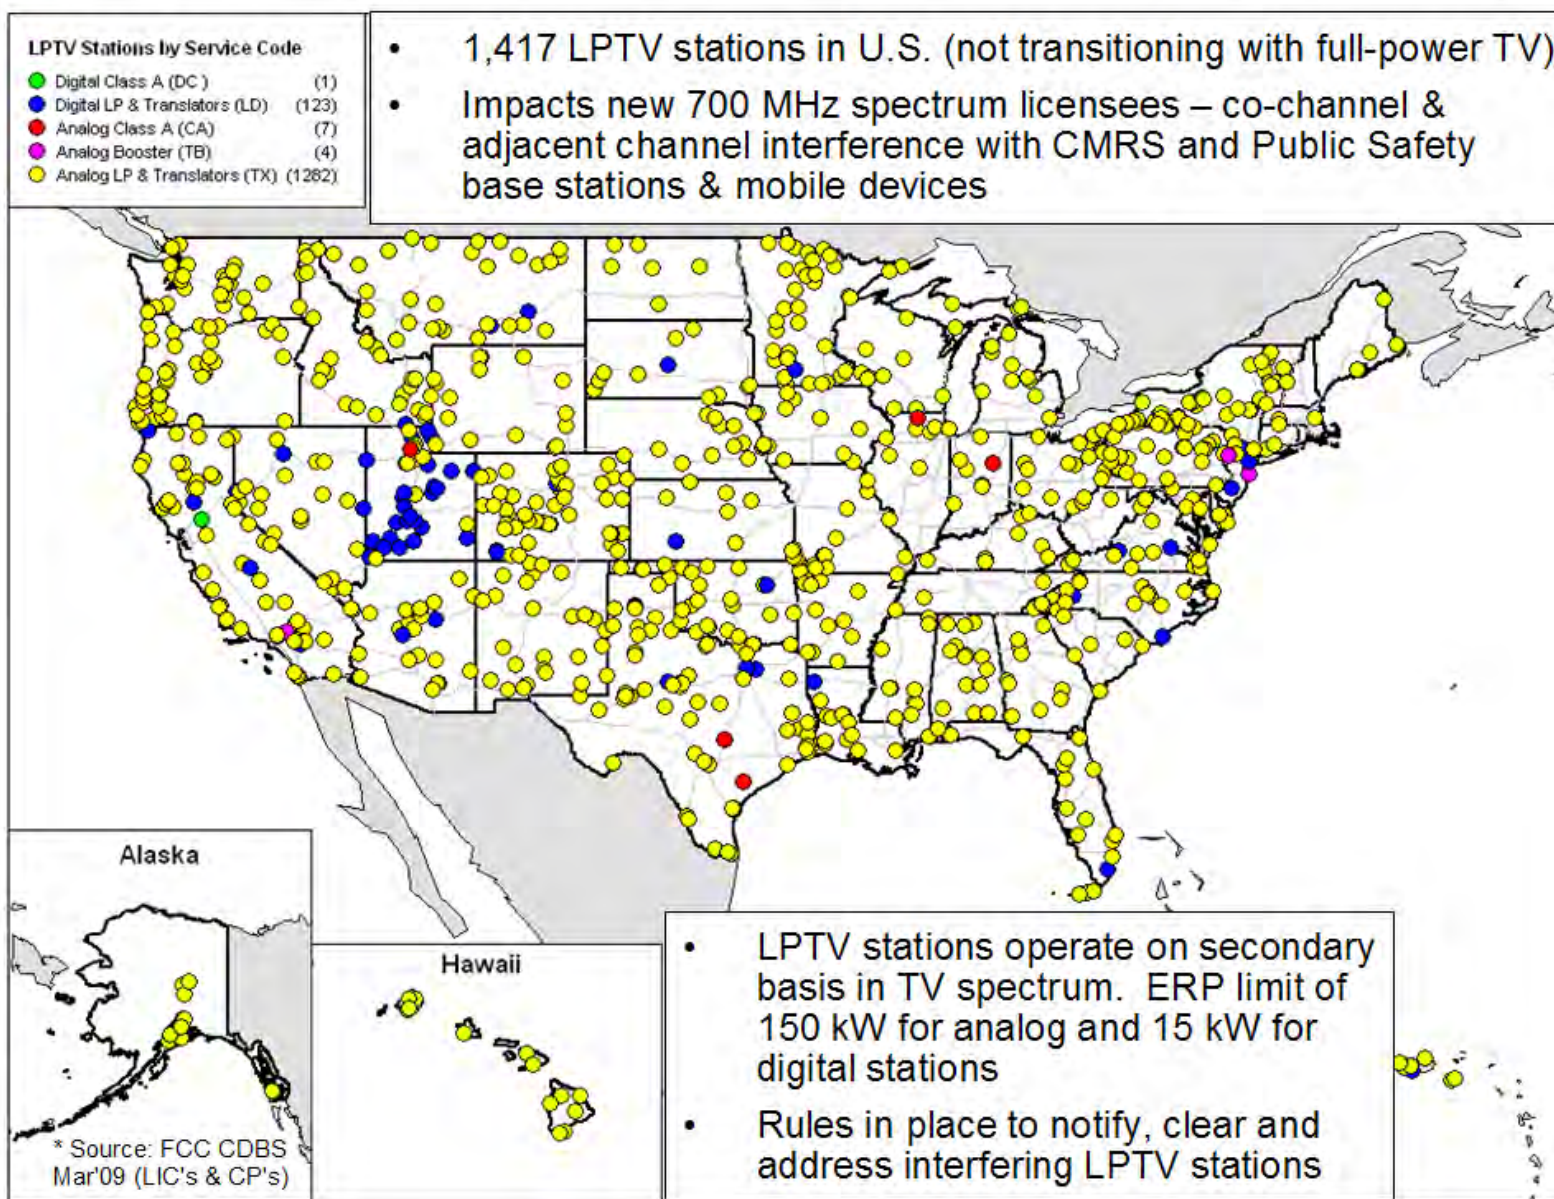 LPTV Stations by Service Code
Digital Class A (DC ) (1)
Digital LP & Translators (LD) (123)
Analog Class A (CA) (7)
Analog Booster (TB) (4)
Analog LP & Translators (TX) (1282)
• 1,417 LPTV stations in U.S. (not transitioning with full-power TV)
• Impacts new 700 MHz spectrum licensees – co-channel &
adjacent channel interference with CMRS and Public Safety
base stations & mobile devices
Alaska
* Source: FCC CDBS
Mar'09 (LIC's & CP's)
Hawaii
• LPTV stations operate on secondary
basis in TV spectrum. ERP limit of
150 kW for analog and 15 kW for
digital stations
• Rules in place to notify, clear and
address interfering LPTV stations